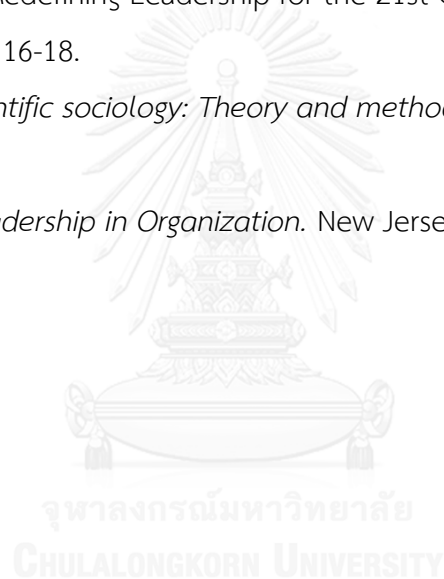 Redefining Leadership for the 21st
16-18.
ntific sociology: Theory and metho
dership in Organization. New Jerse
จุฬาลงกรณ์มหาวิทยาลัย
CHULALONGKORN UNIVERSITY